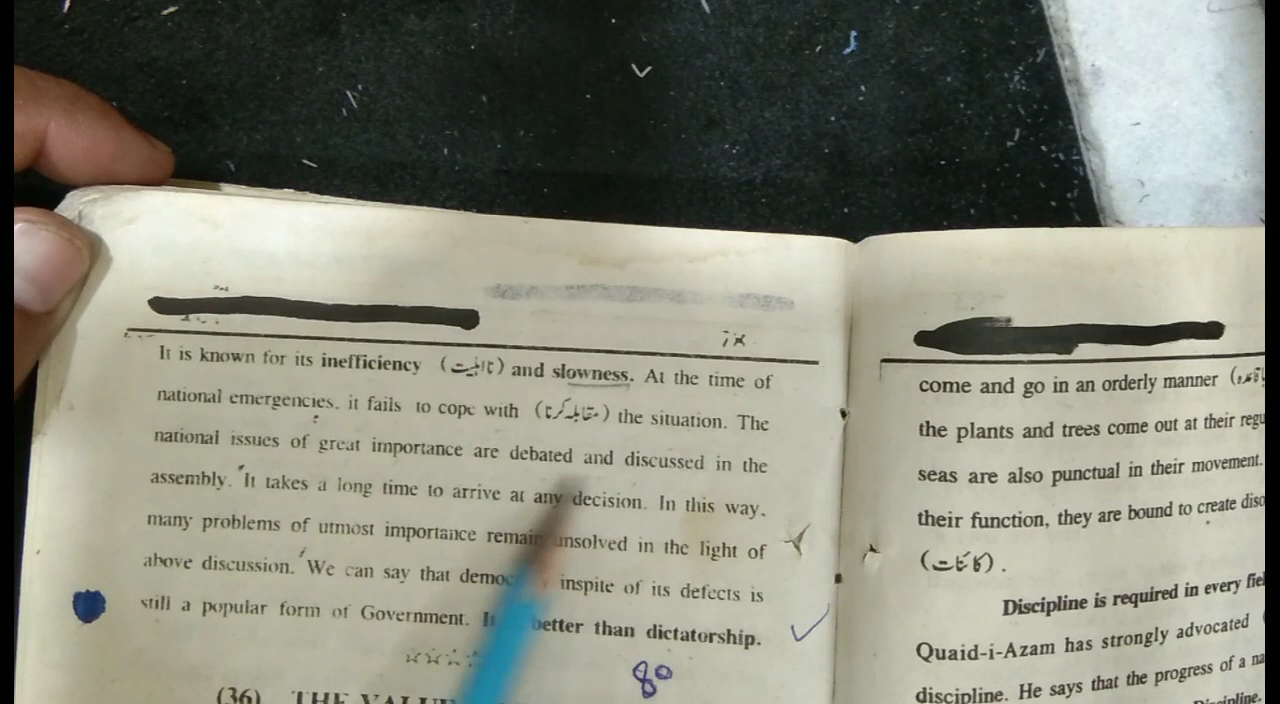 It is known for its inefficiency (نااہلیت) and slowness. At the time of
national emergencies, it fails to cope with (مقابلہ کرنا) the situation. The
national issues of great importance are debated and discussed in the
assembly. It takes a long time to arrive at any decision. In this way,
many problems of utmost importance remain unsolved in the light of
above discussion. We can say that inspite of its defects is
still a popular form of Government. better than dictatorship.
80
(36) THE
come and go in an orderly manner
the plants and trees come out at their
seas are also punctual in their movement.
their function, they are bound to create
(کائنات).
Discipline is required in every
Quaid-i-Azam has strongly advocated
discipline. He says that the progress of a